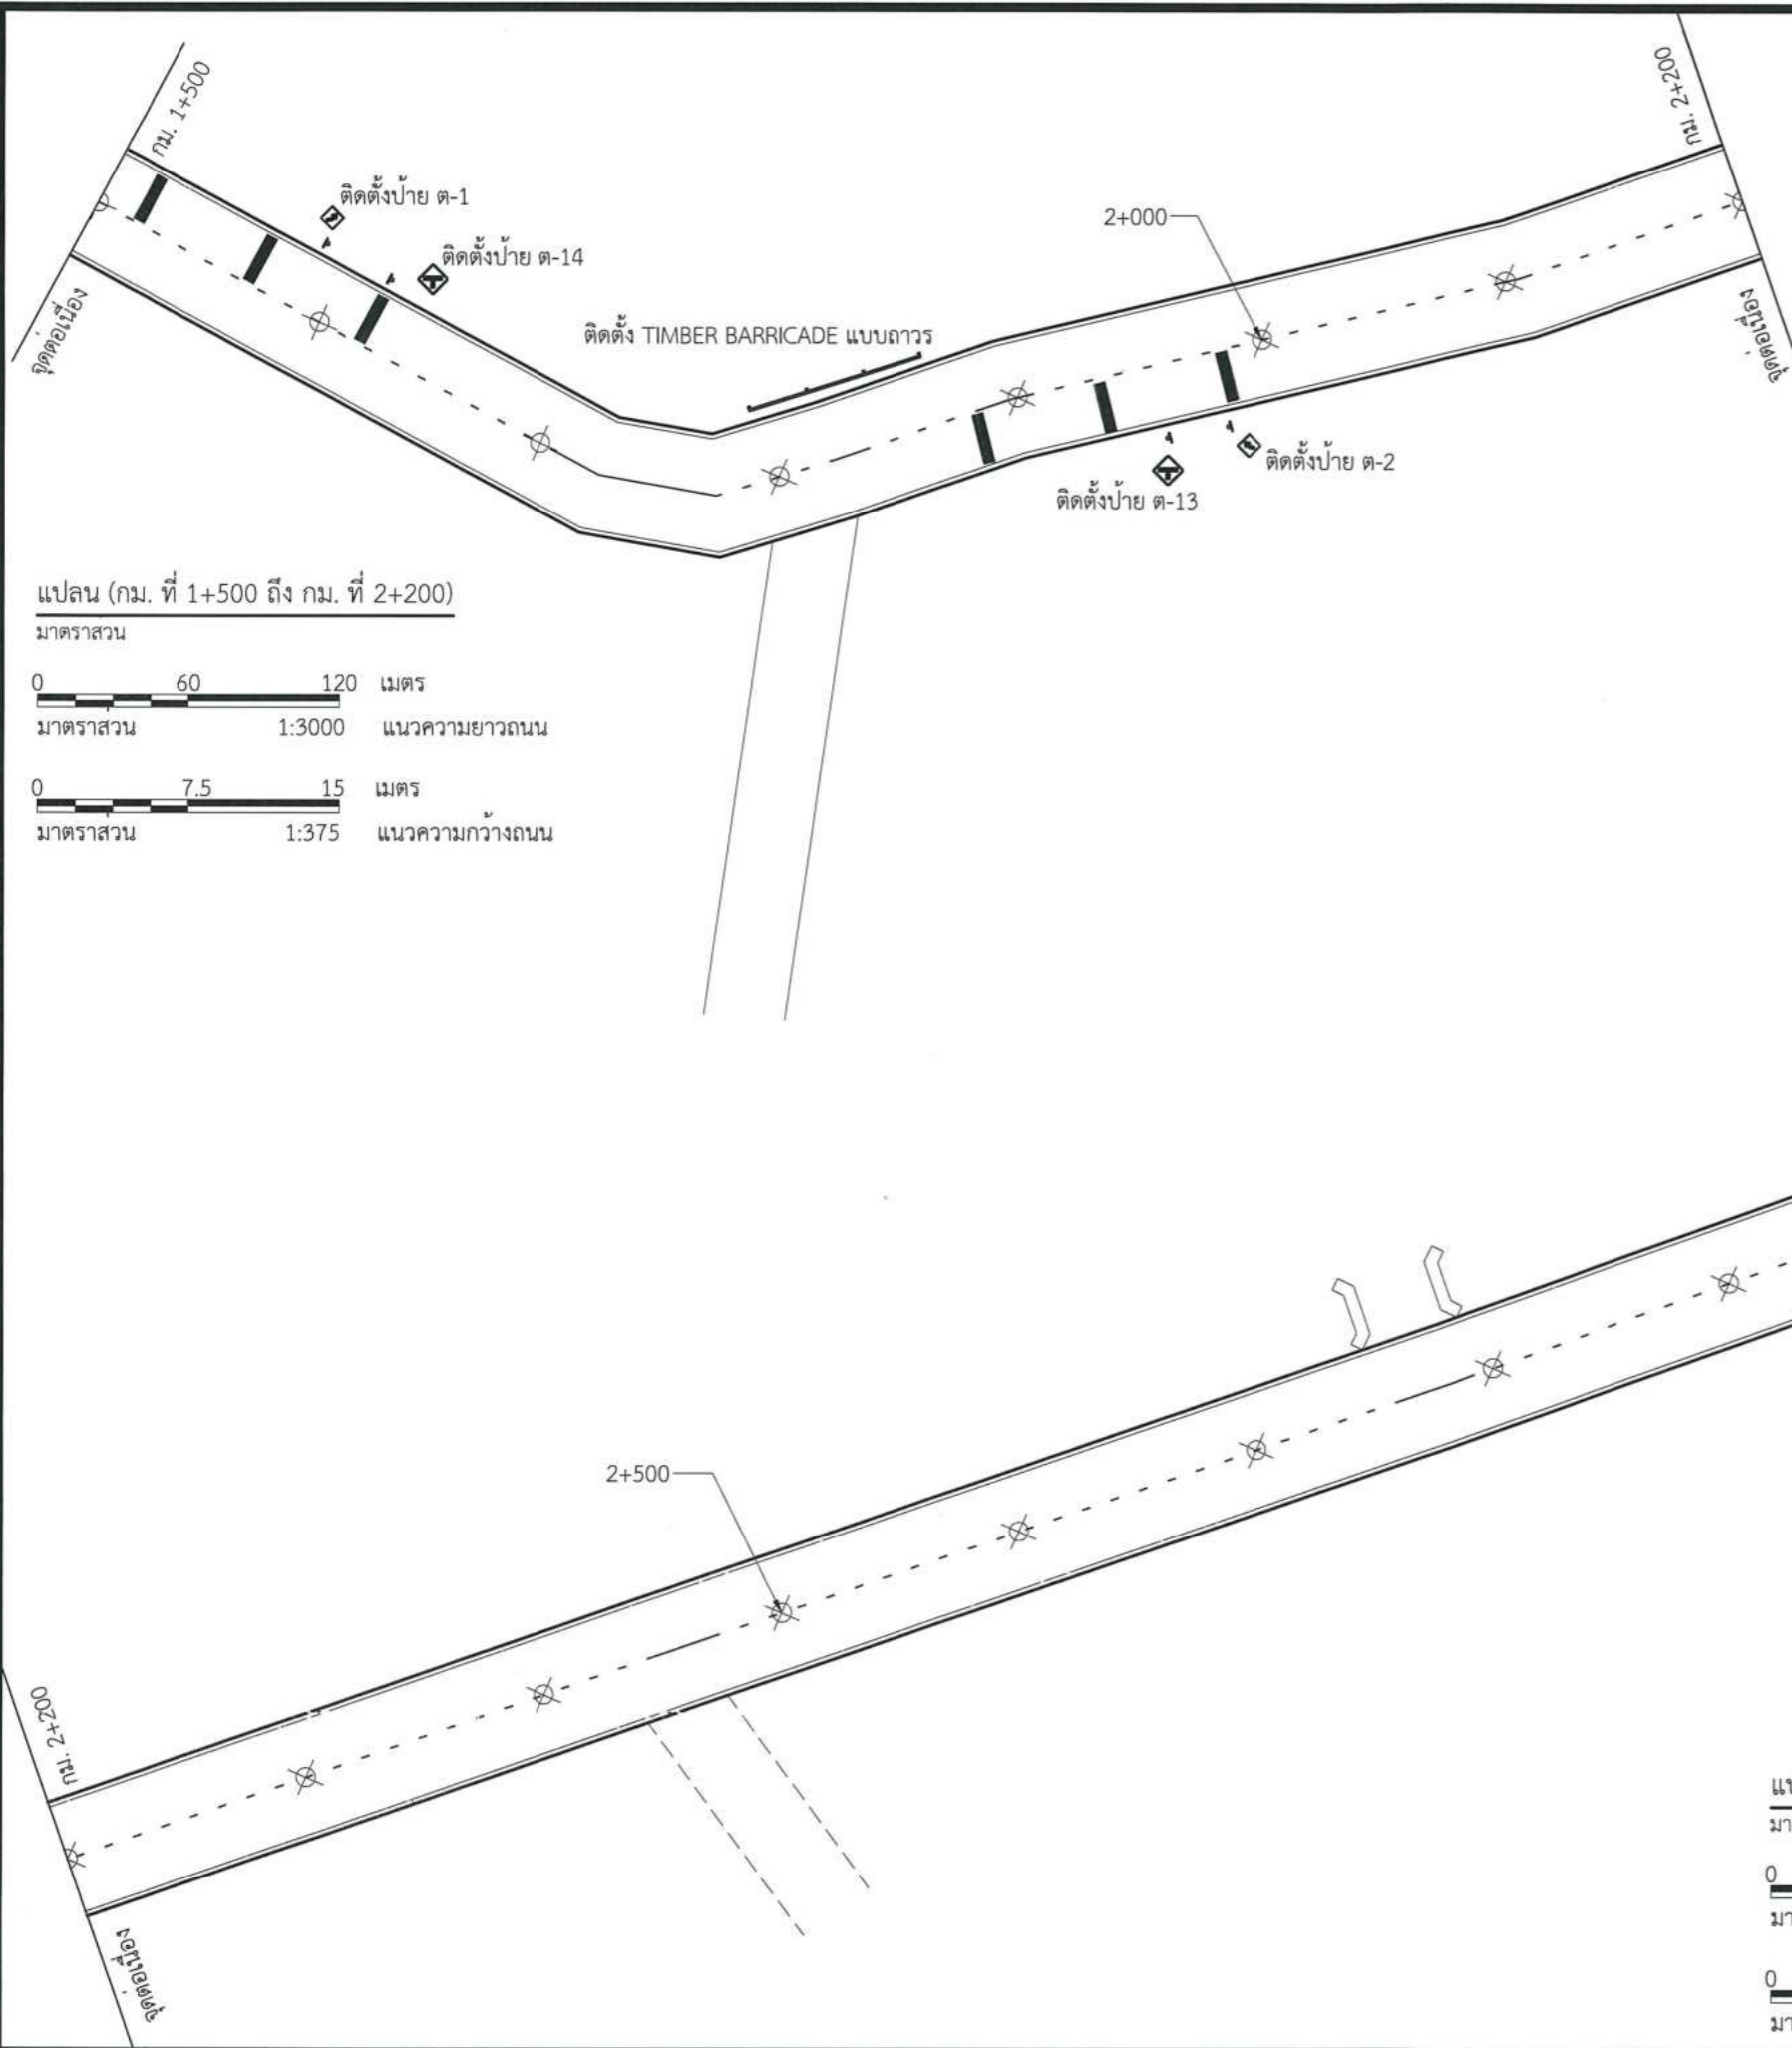 กม. 1+500
จุดต่อเนื่อง
ติดตั้งป้าย ต-1
ติดตั้งป้าย ต-14
ติดตั้ง TIMBER BARRICADE แบบถาวร
2+000
กม. 2+200
จุดต่อเนื่อง
ติดตั้งป้าย ต-2
ติดตั้งป้าย ต-13
แปลน (กม. ที่ 1+500 ถึง กม. ที่ 2+200)
มาตราส่วน
0 60 120 เมตร
มาตราส่วน 1:3000 แนวความยาวถนน
0 7.5 15 เมตร
มาตราส่วน 1:375 แนวความกว้างถนน
2+500
กม. 2+200
จุดต่อเนื่อง
0
0